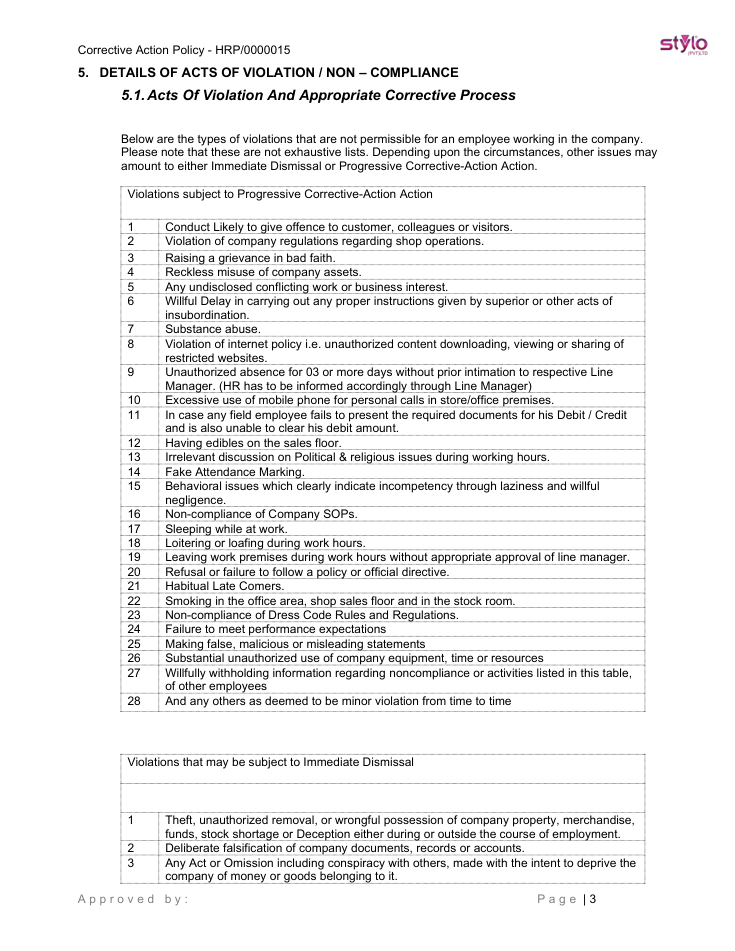 Corrective Action Policy - HRP/0000015
stylo
(PVT) LTD
5. DETAILS OF ACTS OF VIOLATION / NON – COMPLIANCE
5.1. Acts Of Violation And Appropriate Corrective Process
Below are the types of violations that are not permissible for an employee working in the company.
Please note that these are not exhaustive lists. Depending upon the circumstances, other issues may
amount to either Immediate Dismissal or Progressive Corrective-Action Action.
Violations subject to Progressive Corrective-Action Action
1 Conduct Likely to give offence to customer, colleagues or visitors.
2 Violation of company regulations regarding shop operations.
3 Raising a grievance in bad faith.
4 Reckless misuse of company assets.
5 Any undisclosed conflicting work or business interest.
6 Willful Delay in carrying out any proper instructions given by superior or other acts of
insubordination.
7 Substance abuse.
8 Violation of internet policy i.e. unauthorized content downloading, viewing or sharing of
restricted websites.
9 Unauthorized absence for 03 or more days without prior intimation to respective Line
Manager. (HR has to be informed accordingly through Line Manager)
10 Excessive use of mobile phone for personal calls in store/office premises.
11 In case any field employee fails to present the required documents for his Debit / Credit
and is also unable to clear his debit amount.
12 Having edibles on the sales floor.
13 Irrelevant discussion on Political & religious issues during working hours.
14 Fake Attendance Marking.
15 Behavioral issues which clearly indicate incompetency through laziness and willful
negligence.
16 Non-compliance of Company SOPs.
17 Sleeping while at work.
18 Loitering or loafing during work hours.
19 Leaving work premises during work hours without appropriate approval of line manager.
20 Refusal or failure to follow a policy or official directive.
21 Habitual Late Comers.
22 Smoking in the office area, shop sales floor and in the stock room.
23 Non-compliance of Dress Code Rules and Regulations.
24 Failure to meet performance expectations
25 Making false, malicious or misleading statements
26 Substantial unauthorized use of company equipment, time or resources
27 Willfully withholding information regarding noncompliance or activities listed in this table,
of other employees
28 And any others as deemed to be minor violation from time to time
Violations that may be subject to Immediate Dismissal
1 Theft, unauthorized removal, or wrongful possession of company property, merchandise,
funds, stock shortage or Deception either during or outside the course of employment.
2 Deliberate falsification of company documents, records or accounts.
3 Any Act or Omission including conspiracy with others, made with the intent to deprive the
company of money or goods belonging to it.
Approved by: Page | 3